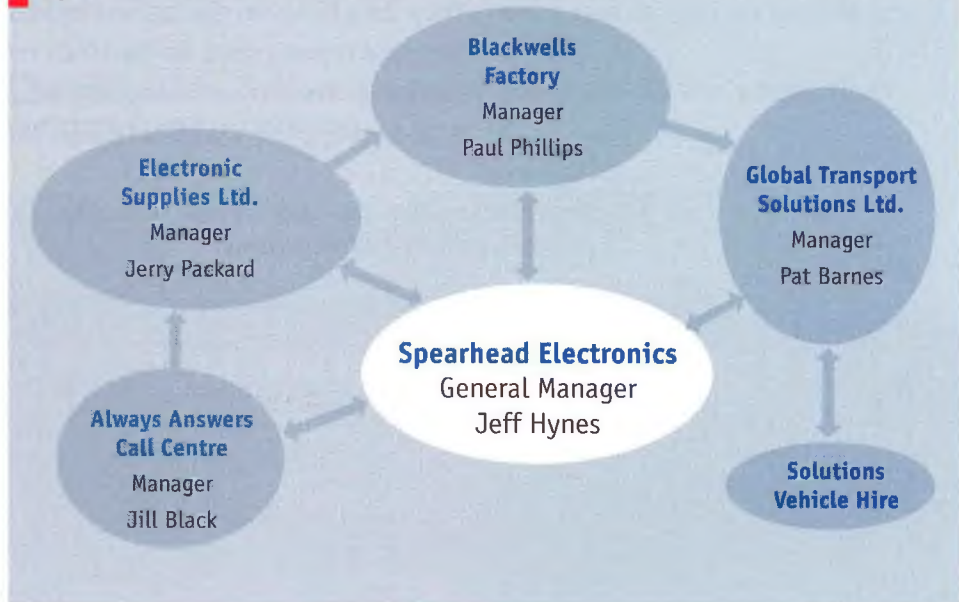 Blackwells
Factory
Manager
Paul Phillips
Electronic
Supplies Ltd.
Manager
Jerry Packard
Global Transport
Solutions Ltd.
Manager
Pat Barnes
Spearhead Electronics
General Manager
Jeff Hynes
Always Answers
Call Centre
Manager
Jill Black
Solutions
Vehicle Hire